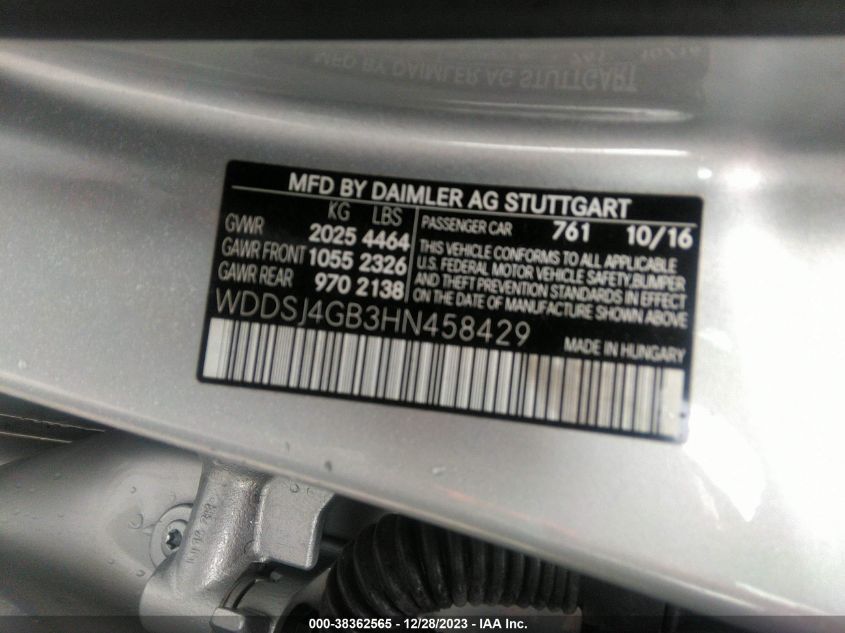 MFD BY DAIMLER AG STUTTGART
KG LBS
GVWR 2025 4464
GAWR FRONT 1055 2326
GAWR REAR 970 2138
PASSENGER CAR 761 10/16
THIS VEHICLE CONFORMS TO ALL APPLICABLE
U.S. FEDERAL MOTOR VEHICLE SAFETY, BUMPER
AND THEFT PREVENTION STANDARDS IN EFFECT
ON THE DATE OF MANUFACTURE SHOWN ABOVE
WDDSJ4GB3HN458429
MADE IN HUNGARY
000-38362565 - 12/28/2023 - IAA Inc.